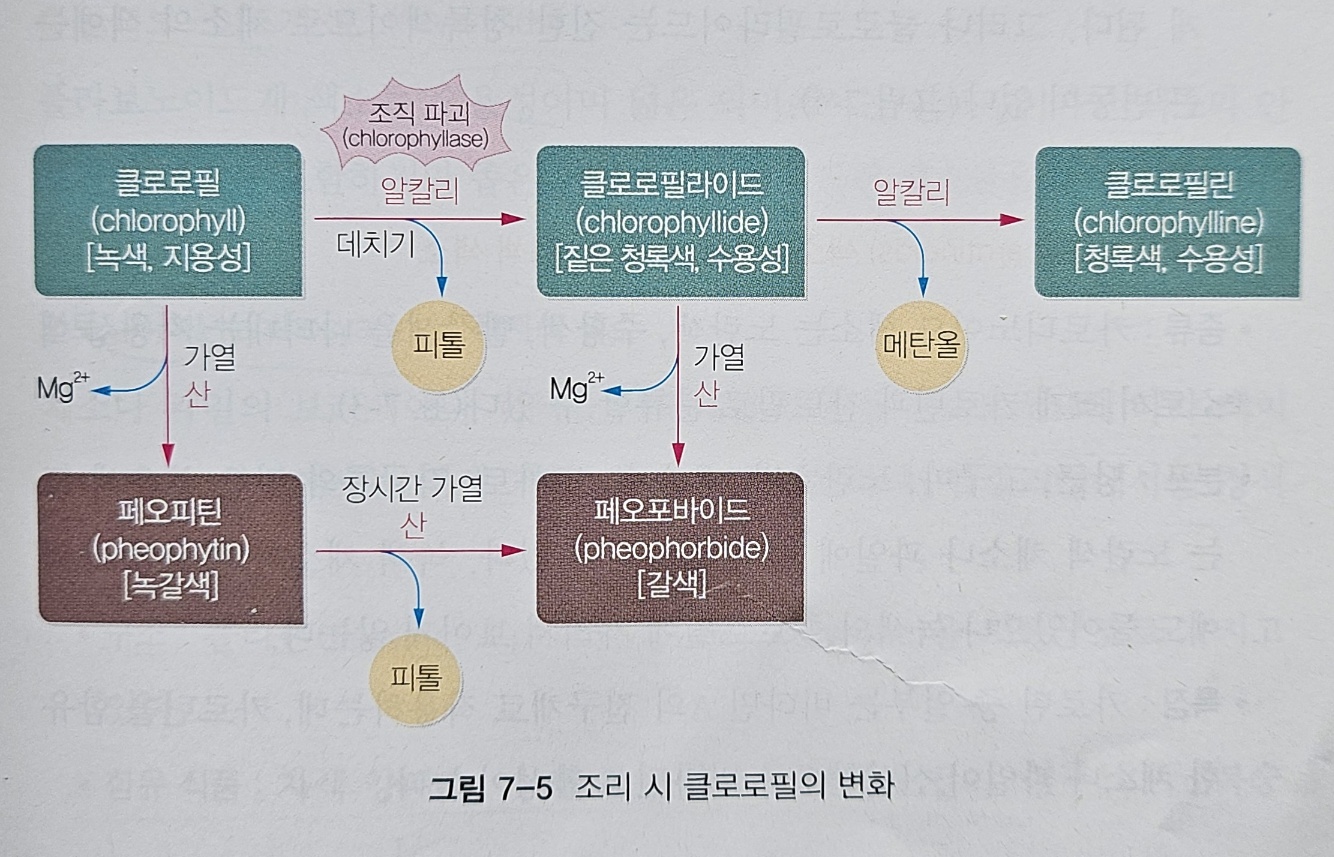 조직 파괴
(chlorophyllase)
클로로필
(chlorophyll)
[녹색, 지용성]
알칼리
데치기
피톨
클로로필라이드
(chlorophyllide)
[짙은 청록색, 수용성]
알칼리
메탄올
클로로필린
(chlorophylline)
[청록색, 수용성]
Mg²⁺
가열
산
Mg²⁺
가열
산
페오피틴
(pheophytin)
[녹갈색]
장시간 가열
산
피톨
페오포바이드
(pheophorbide)
[갈색]
그림 7-5 조리 시 클로로필의 변화